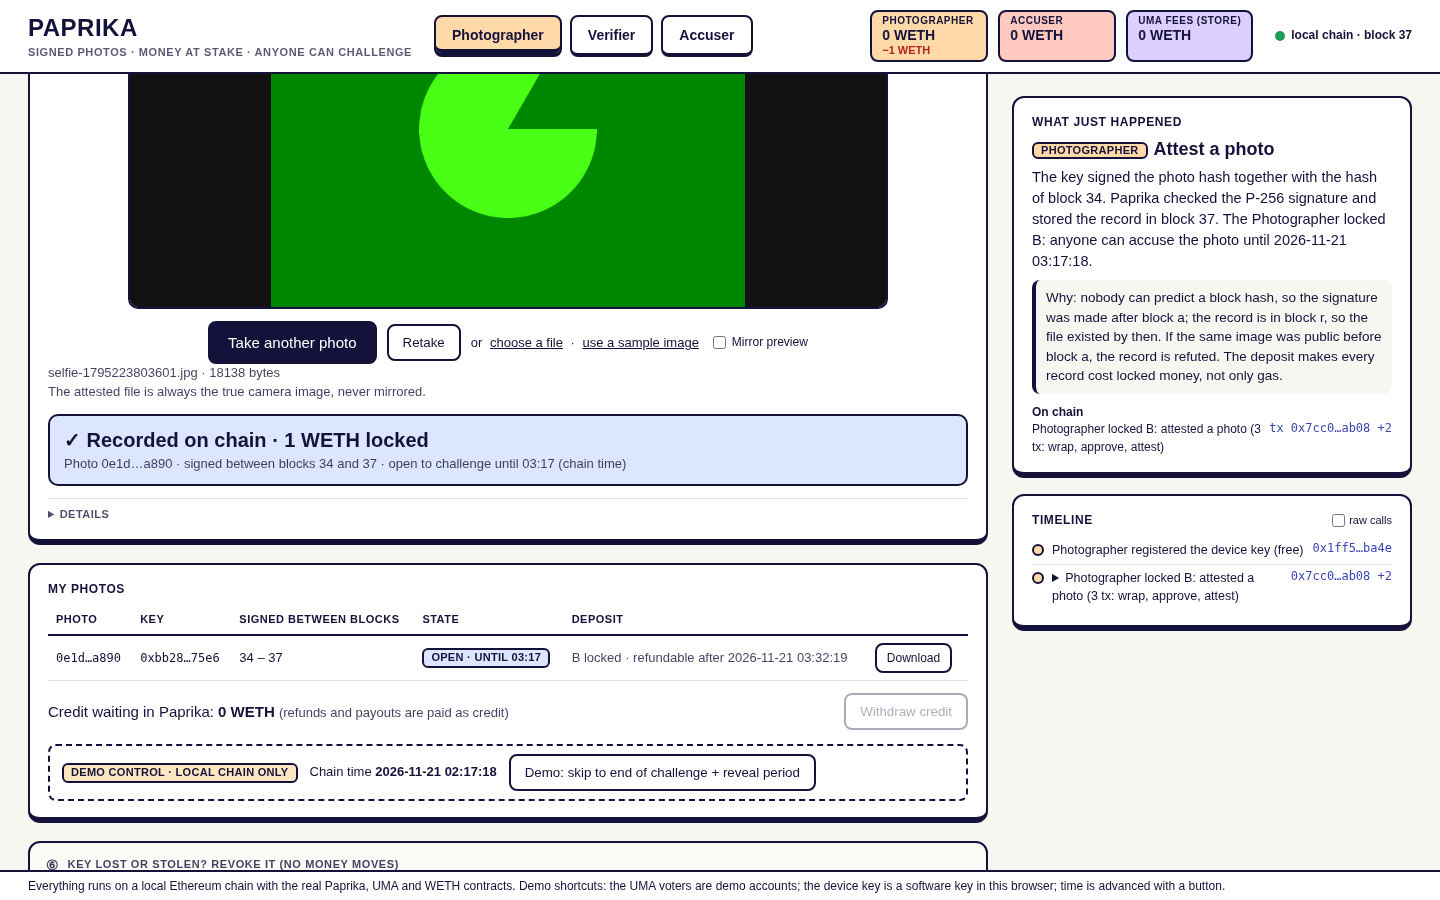 PAPRIKA
SIGNED PHOTOS · MONEY AT STAKE · ANYONE CAN CHALLENGE
Photographer
Verifier
Accuser
PHOTOGRAPHER
0 WETH
−1 WETH
ACCUSER
0 WETH
UMA FEES (STORE)
0 WETH
local chain · block 37
Take another photo
Retake
or choose a file · use a sample image
Mirror preview
selfie-1795223803601.jpg · 18138 bytes
The attested file is always the true camera image, never mirrored.
✓ Recorded on chain · 1 WETH locked
Photo 0e1d…a890 · signed between blocks 34 and 37 · open to challenge until 03:17 (chain time)
▸ DETAILS
MY PHOTOS
PHOTO KEY SIGNED BETWEEN BLOCKS STATE DEPOSIT
0e1d…a890 0xbb28…75e6 34 – 37 OPEN · UNTIL 03:17 B locked · refundable after 2026-11-21 03:32:19 Download
Credit waiting in Paprika: 0 WETH (refunds and payouts are paid as credit)
Withdraw credit
DEMO CONTROL · LOCAL CHAIN ONLY Chain time 2026-11-21 02:17:18 Demo: skip to end of challenge + reveal period
⑥ KEY LOST OR STOLEN? REVOKE IT (NO MONEY MOVES)
WHAT JUST HAPPENED
PHOTOGRAPHER Attest a photo
The key signed the photo hash together with the hash
of block 34. Paprika checked the P-256 signature and
stored the record in block 37. The Photographer locked
B: anyone can accuse the photo until 2026-11-21
03:17:18.
Why: nobody can predict a block hash, so the signature
was made after block a; the record is in block r, so the
file existed by then. If the same image was public before
block a, the record is refuted. The deposit makes every
record cost locked money, not only gas.
On chain
Photographer locked B: attested a photo (3 tx 0x7cc0…ab08 +2
tx: wrap, approve, attest)
TIMELINE
raw calls
Photographer registered the device key (free) 0x1ff5…ba4e
▸ Photographer locked B: attested a 0x7cc0…ab08 +2
photo (3 tx: wrap, approve, attest)
Everything runs on a local Ethereum chain with the real Paprika, UMA and WETH contracts. Demo shortcuts: the UMA voters are demo accounts; the device key is a software key in this browser; time is advanced with a button.